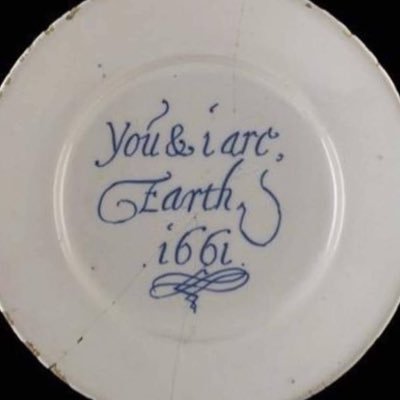 You & i are,
Earth,
.1661.